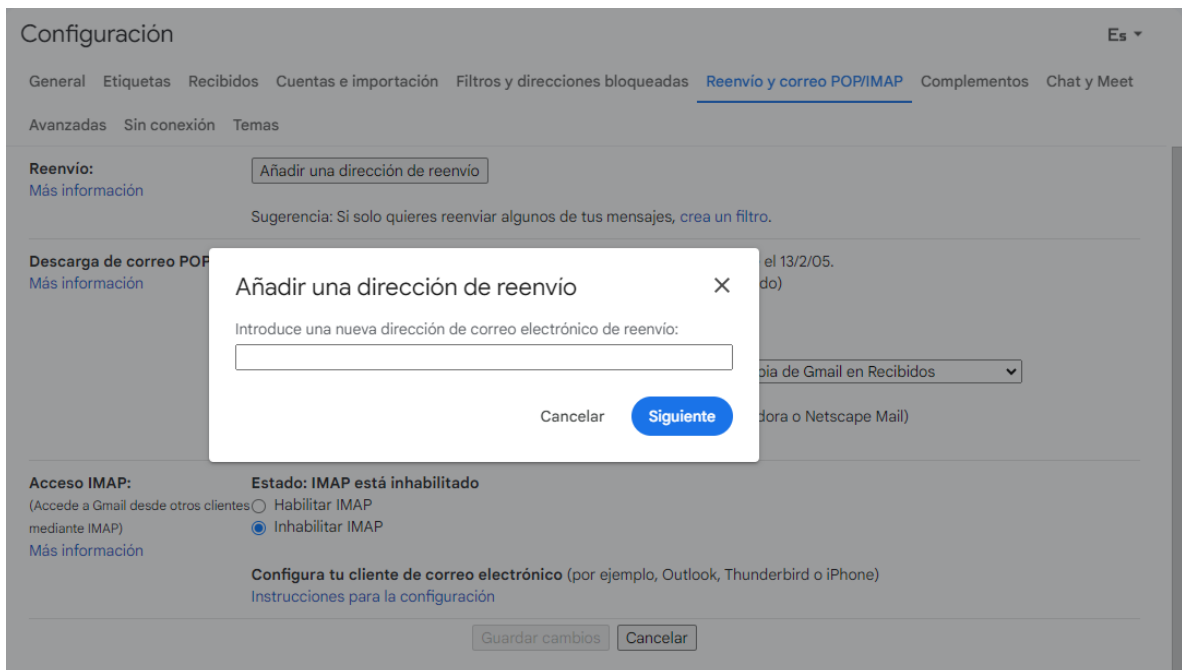 Configuración
Es
General Etiquetas Recibidos Cuentas e importación Filtros y direcciones bloqueadas Reenvío y correo POP/IMAP Complementos Chat y Meet
Avanzadas Sin conexión Temas
Reenvío:
Añadir una dirección de reenvío
Más información
Sugerencia: Si solo quieres reenviar algunos de tus mensajes, crea un filtro.
Descarga de correo POP
el 13/2/05.
Más información
Añadir una dirección de reenvío
Introduce una nueva dirección de correo electrónico de reenvío:
de Gmail en Recibidos
Cancelar Siguiente
o Netscape Mail)
Acceso IMAP:
Estado: IMAP está inhabilitado
(Accede a Gmail desde otros clientes
Habilitar IMAP
mediante IMAP)
Inhabilitar IMAP
Más información
Configura tu cliente de correo electrónico (por ejemplo, Outlook, Thunderbird o iPhone)
Instrucciones para la configuración
Guardar cambios Cancelar